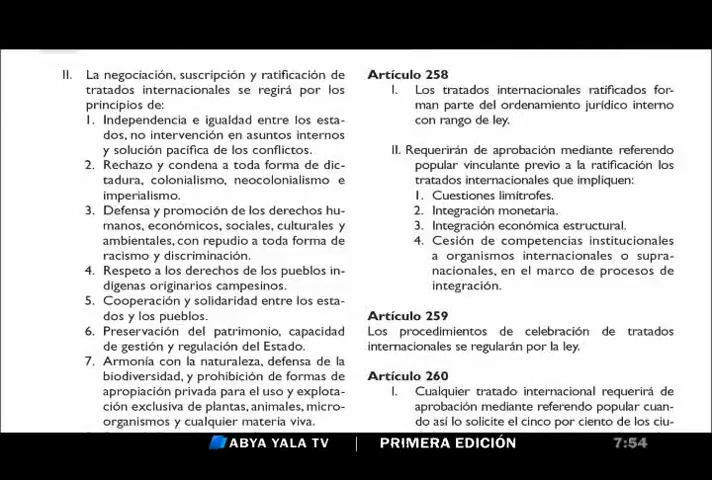 II. La negociación, suscripción y ratificación de
tratados internacionales se regirá por los
principios de:
1. Independencia e igualdad entre los esta-
dos, no intervención en asuntos internos
y solución pacífica de los conflictos.
2. Rechazo y condena a toda forma de dic-
tadura, colonialismo, neocolonialismo e
imperialismo.
3. Defensa y promoción de los derechos hu-
manos, económicos, sociales, culturales y
ambientales, con repudio a toda forma de
racismo y discriminación.
4. Respeto a los derechos de los pueblos in-
dígenas originarios campesinos.
5. Cooperación y solidaridad entre los esta-
dos y los pueblos.
6. Preservación del patrimonio, capacidad
de gestión y regulación del Estado.
7. Armonía con la naturaleza, defensa de la
biodiversidad, y prohibición de formas de
apropiación privada para el uso y explota-
ción exclusiva de plantas, animales, micro-
organismos y cualquier materia viva.
Artículo 258
I. Los tratados internacionales ratificados for-
man parte del ordenamiento jurídico interno
con rango de ley.
II. Requerirán de aprobación mediante referendo
popular vinculante previo a la ratificación los
tratados internacionales que impliquen:
1. Cuestiones limítrofes.
2. Integración monetaria.
3. Integración económica estructural.
4. Cesión de competencias institucionales
a organismos internacionales o supra-
nacionales, en el marco de procesos de
integración.
Artículo 259
Los procedimientos de celebración de tratados
internacionales se regularán por la ley.
Artículo 260
I. Cualquier tratado internacional requerirá de
aprobación mediante referendo popular cuan-
do así lo solicite el cinco por ciento de los ciu-
ABYA YALA TV | PRIMERA EDICIÓN 7:54